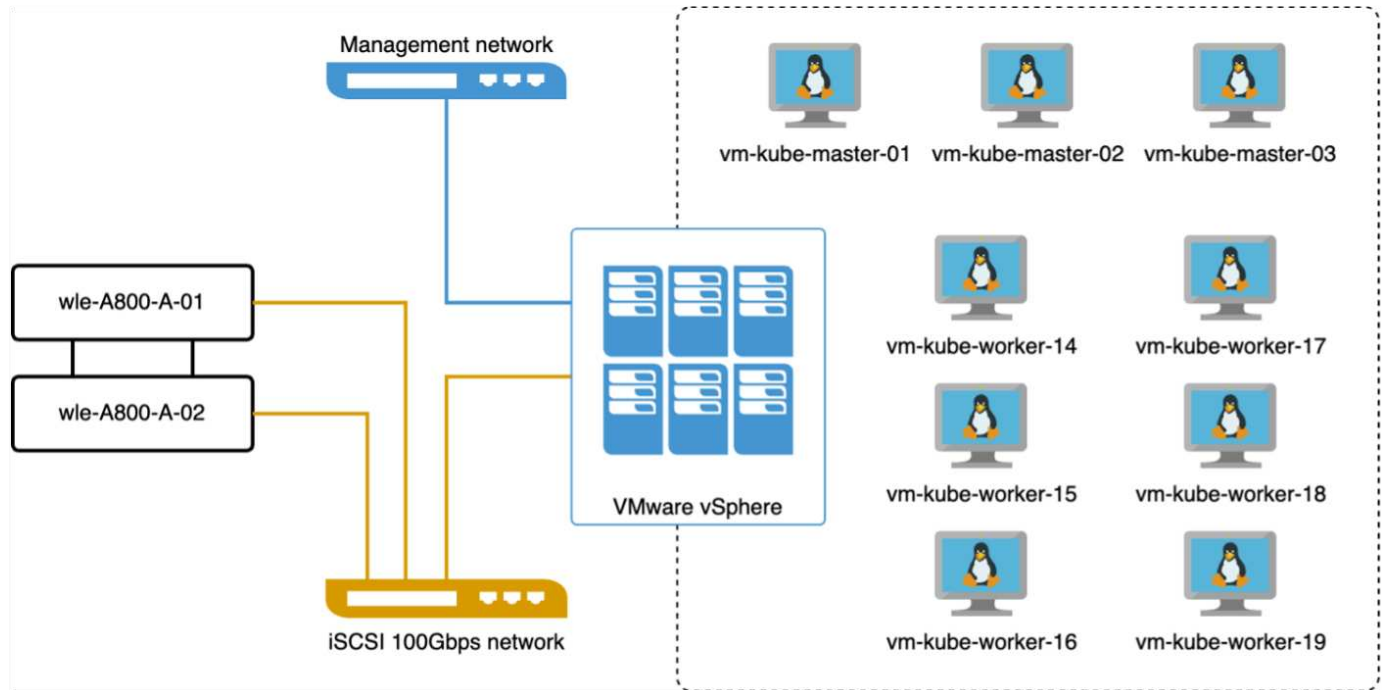 Management network
vm-kube-master-01
vm-kube-master-02
vm-kube-master-03
wle-A800-A-01
wle-A800-A-02
VMware vSphere
iSCSI 100Gbps network
vm-kube-worker-14
vm-kube-worker-17
vm-kube-worker-15
vm-kube-worker-18
vm-kube-worker-16
vm-kube-worker-19